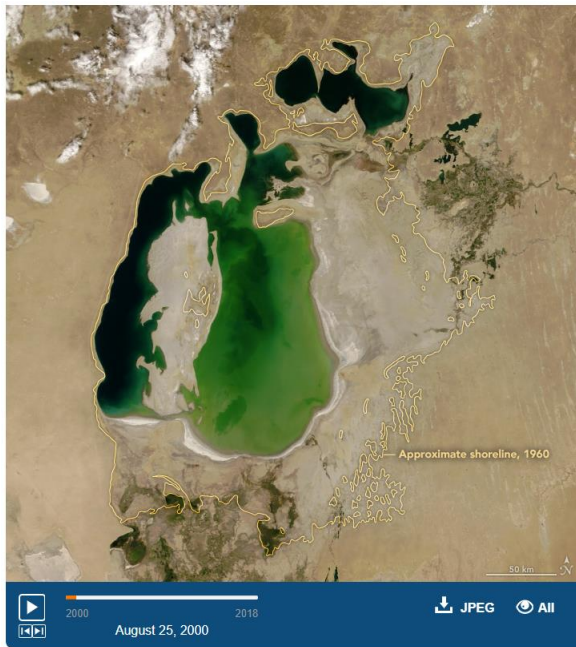 Approximate shoreline, 1960
50 km
N
2000
2018
August 25, 2000
JPEG
All